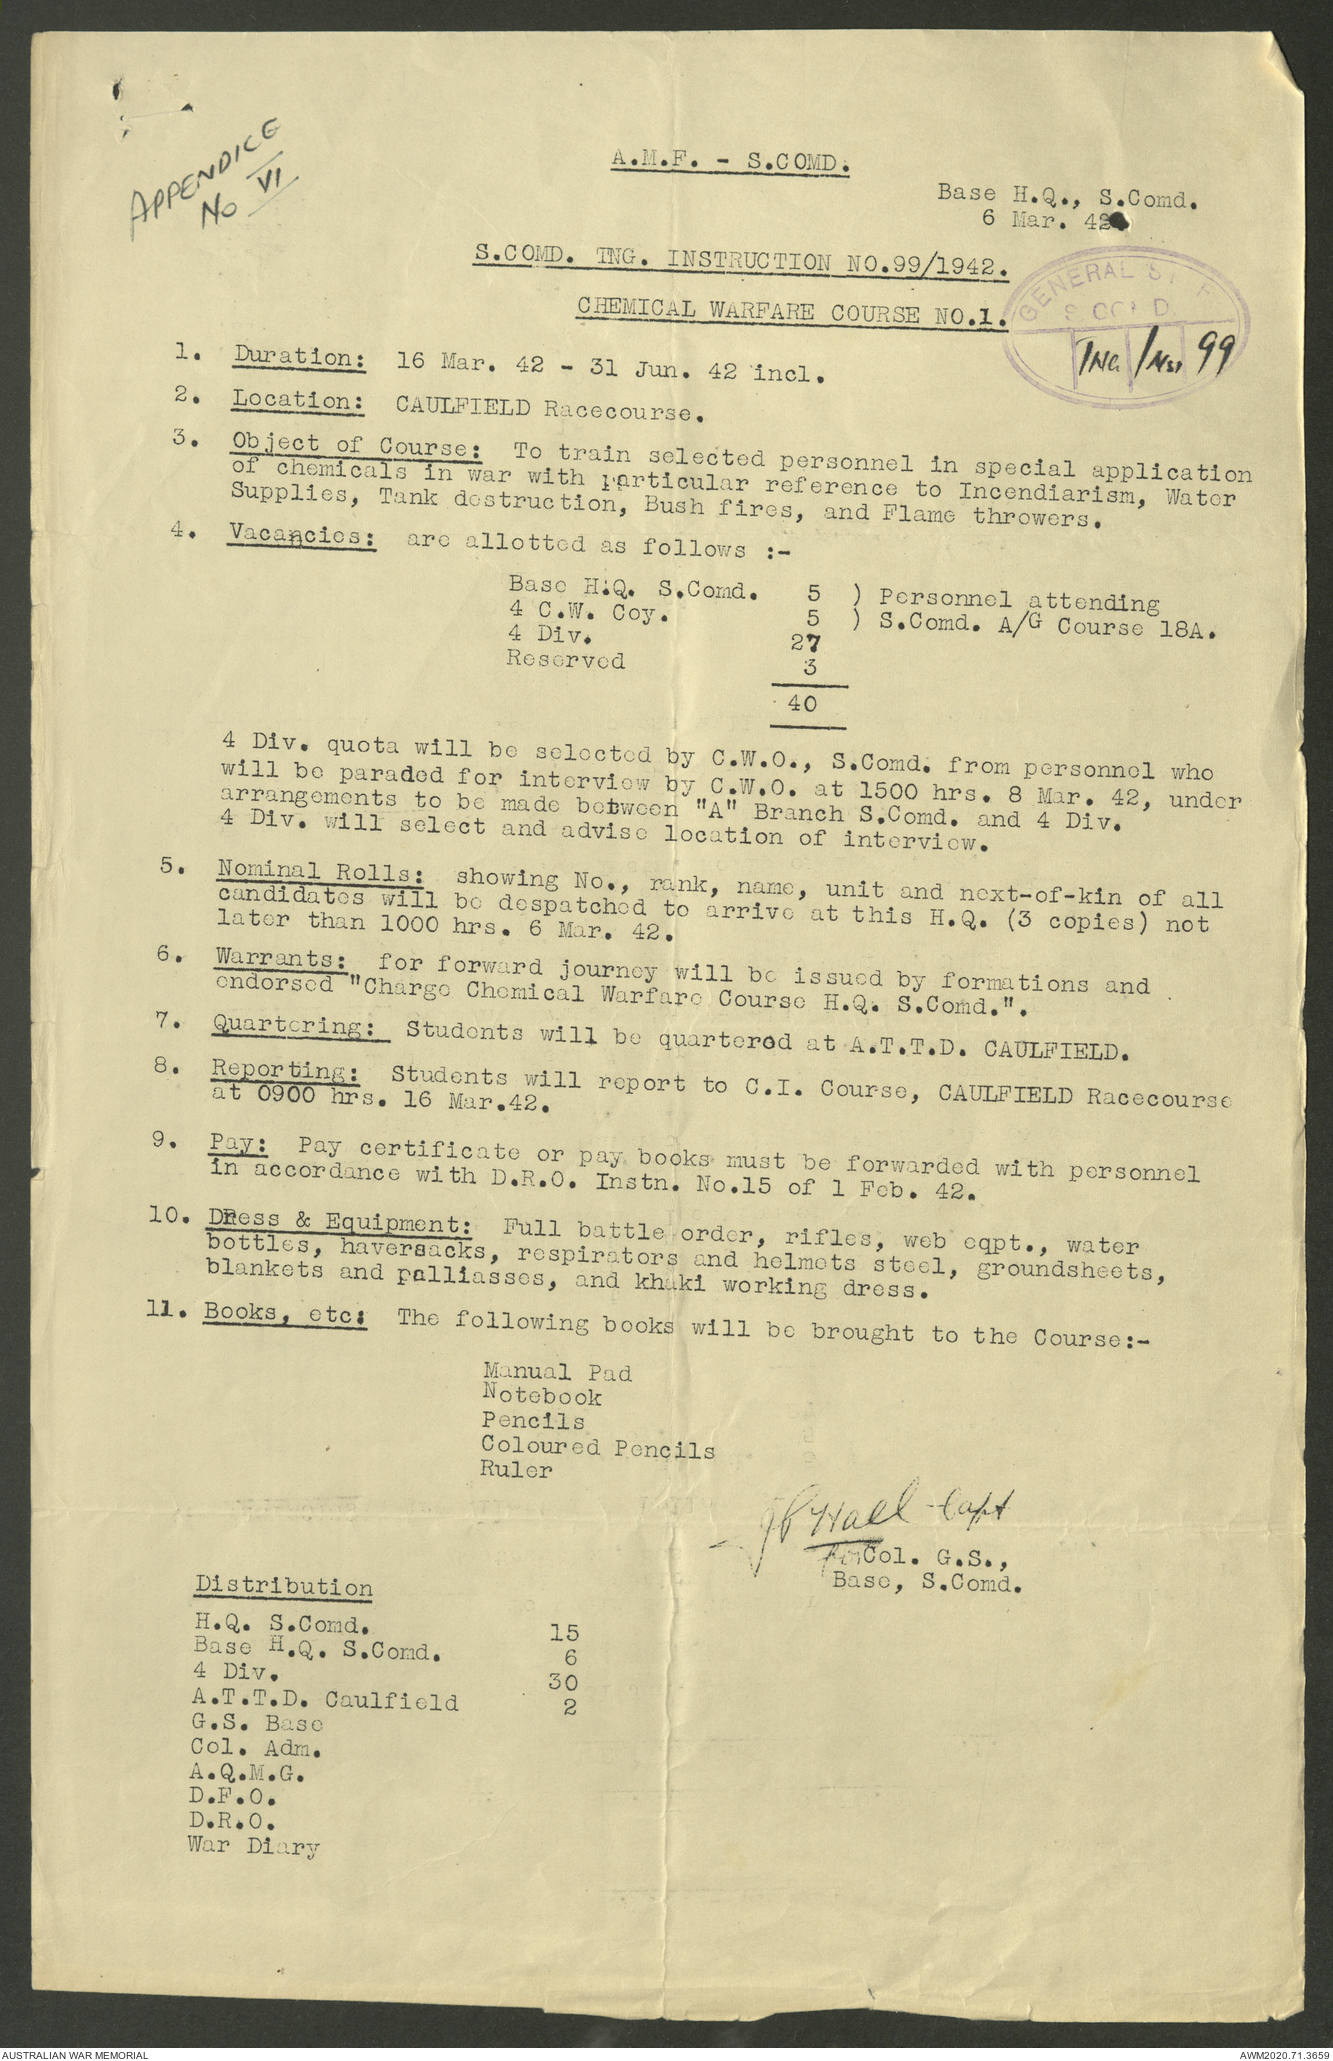 APPENDICE
No VI
A.M.F. - S.COMD.
Base H.Q., S.Comd.
6 Mar. 42
S.COMD. TNG. INSTRUCTION NO.99/1942.
CHEMICAL WARFARE COURSE NO.1.
GENERAL ST F
S.COMD.
TNG. / Ins. 99
1. Duration: 16 Mar. 42 - 31 Jun. 42 incl.
2. Location: CAULFIELD Racecourse.
3. Object of Course: To train selected personnel in special application
of chemicals in war with particular reference to Incendiarism, Water
Supplies, Tank destruction, Bush fires, and Flame throwers.
4. Vacancies: are allotted as follows :-
Base H.Q. S.Comd. 5 ) Personnel attending
4 C.W. Coy. 5 ) S.Comd. A/G Course 18A.
4 Div. 27
Reserved 3
40
4 Div. quota will be selected by C.W.O., S.Comd. from personnel who
will be paraded for interview by C.W.O. at 1500 hrs. 8 Mar. 42, under
arrangements to be made between "A" Branch S.Comd. and 4 Div.
4 Div. will select and advise location of interview.
5. Nominal Rolls: showing No., rank, name, unit and next-of-kin of all
candidates will be despatched to arrive at this H.Q. (3 copies) not
later than 1000 hrs. 6 Mar. 42.
6. Warrants: for forward journey will be issued by formations and
endorsed "Charge Chemical Warfare Course H.Q. S.Comd.".
7. Quartering: Students will be quartered at A.T.T.D. CAULFIELD.
8. Reporting: Students will report to C.I. Course, CAULFIELD Racecourse
at 0900 hrs. 16 Mar.42.
9. Pay: Pay certificate or pay books must be forwarded with personnel
in accordance with D.R.O. Instn. No.15 of 1 Feb. 42.
10. Dress & Equipment: Full battle order, rifles, web eqpt., water
bottles, haversacks, respirators and helmets steel, groundsheets,
blankets and palliasses, and khaki working dress.
11. Books, etc: The following books will be brought to the Course:-
Manual Pad
Notebook
Pencils
Coloured Pencils
Ruler
Hall Capt
for Col. G.S.,
Base, S.Comd.
Distribution
H.Q. S.Comd. 15
Base H.Q. S.Comd. 6
4 Div. 30
A.T.T.D. Caulfield 2
G.S. Base
Col. Adm.
A.Q.M.G.
D.F.O.
D.R.O.
War Diary
AUSTRALIAN WAR MEMORIAL
AWM2020.71.3659